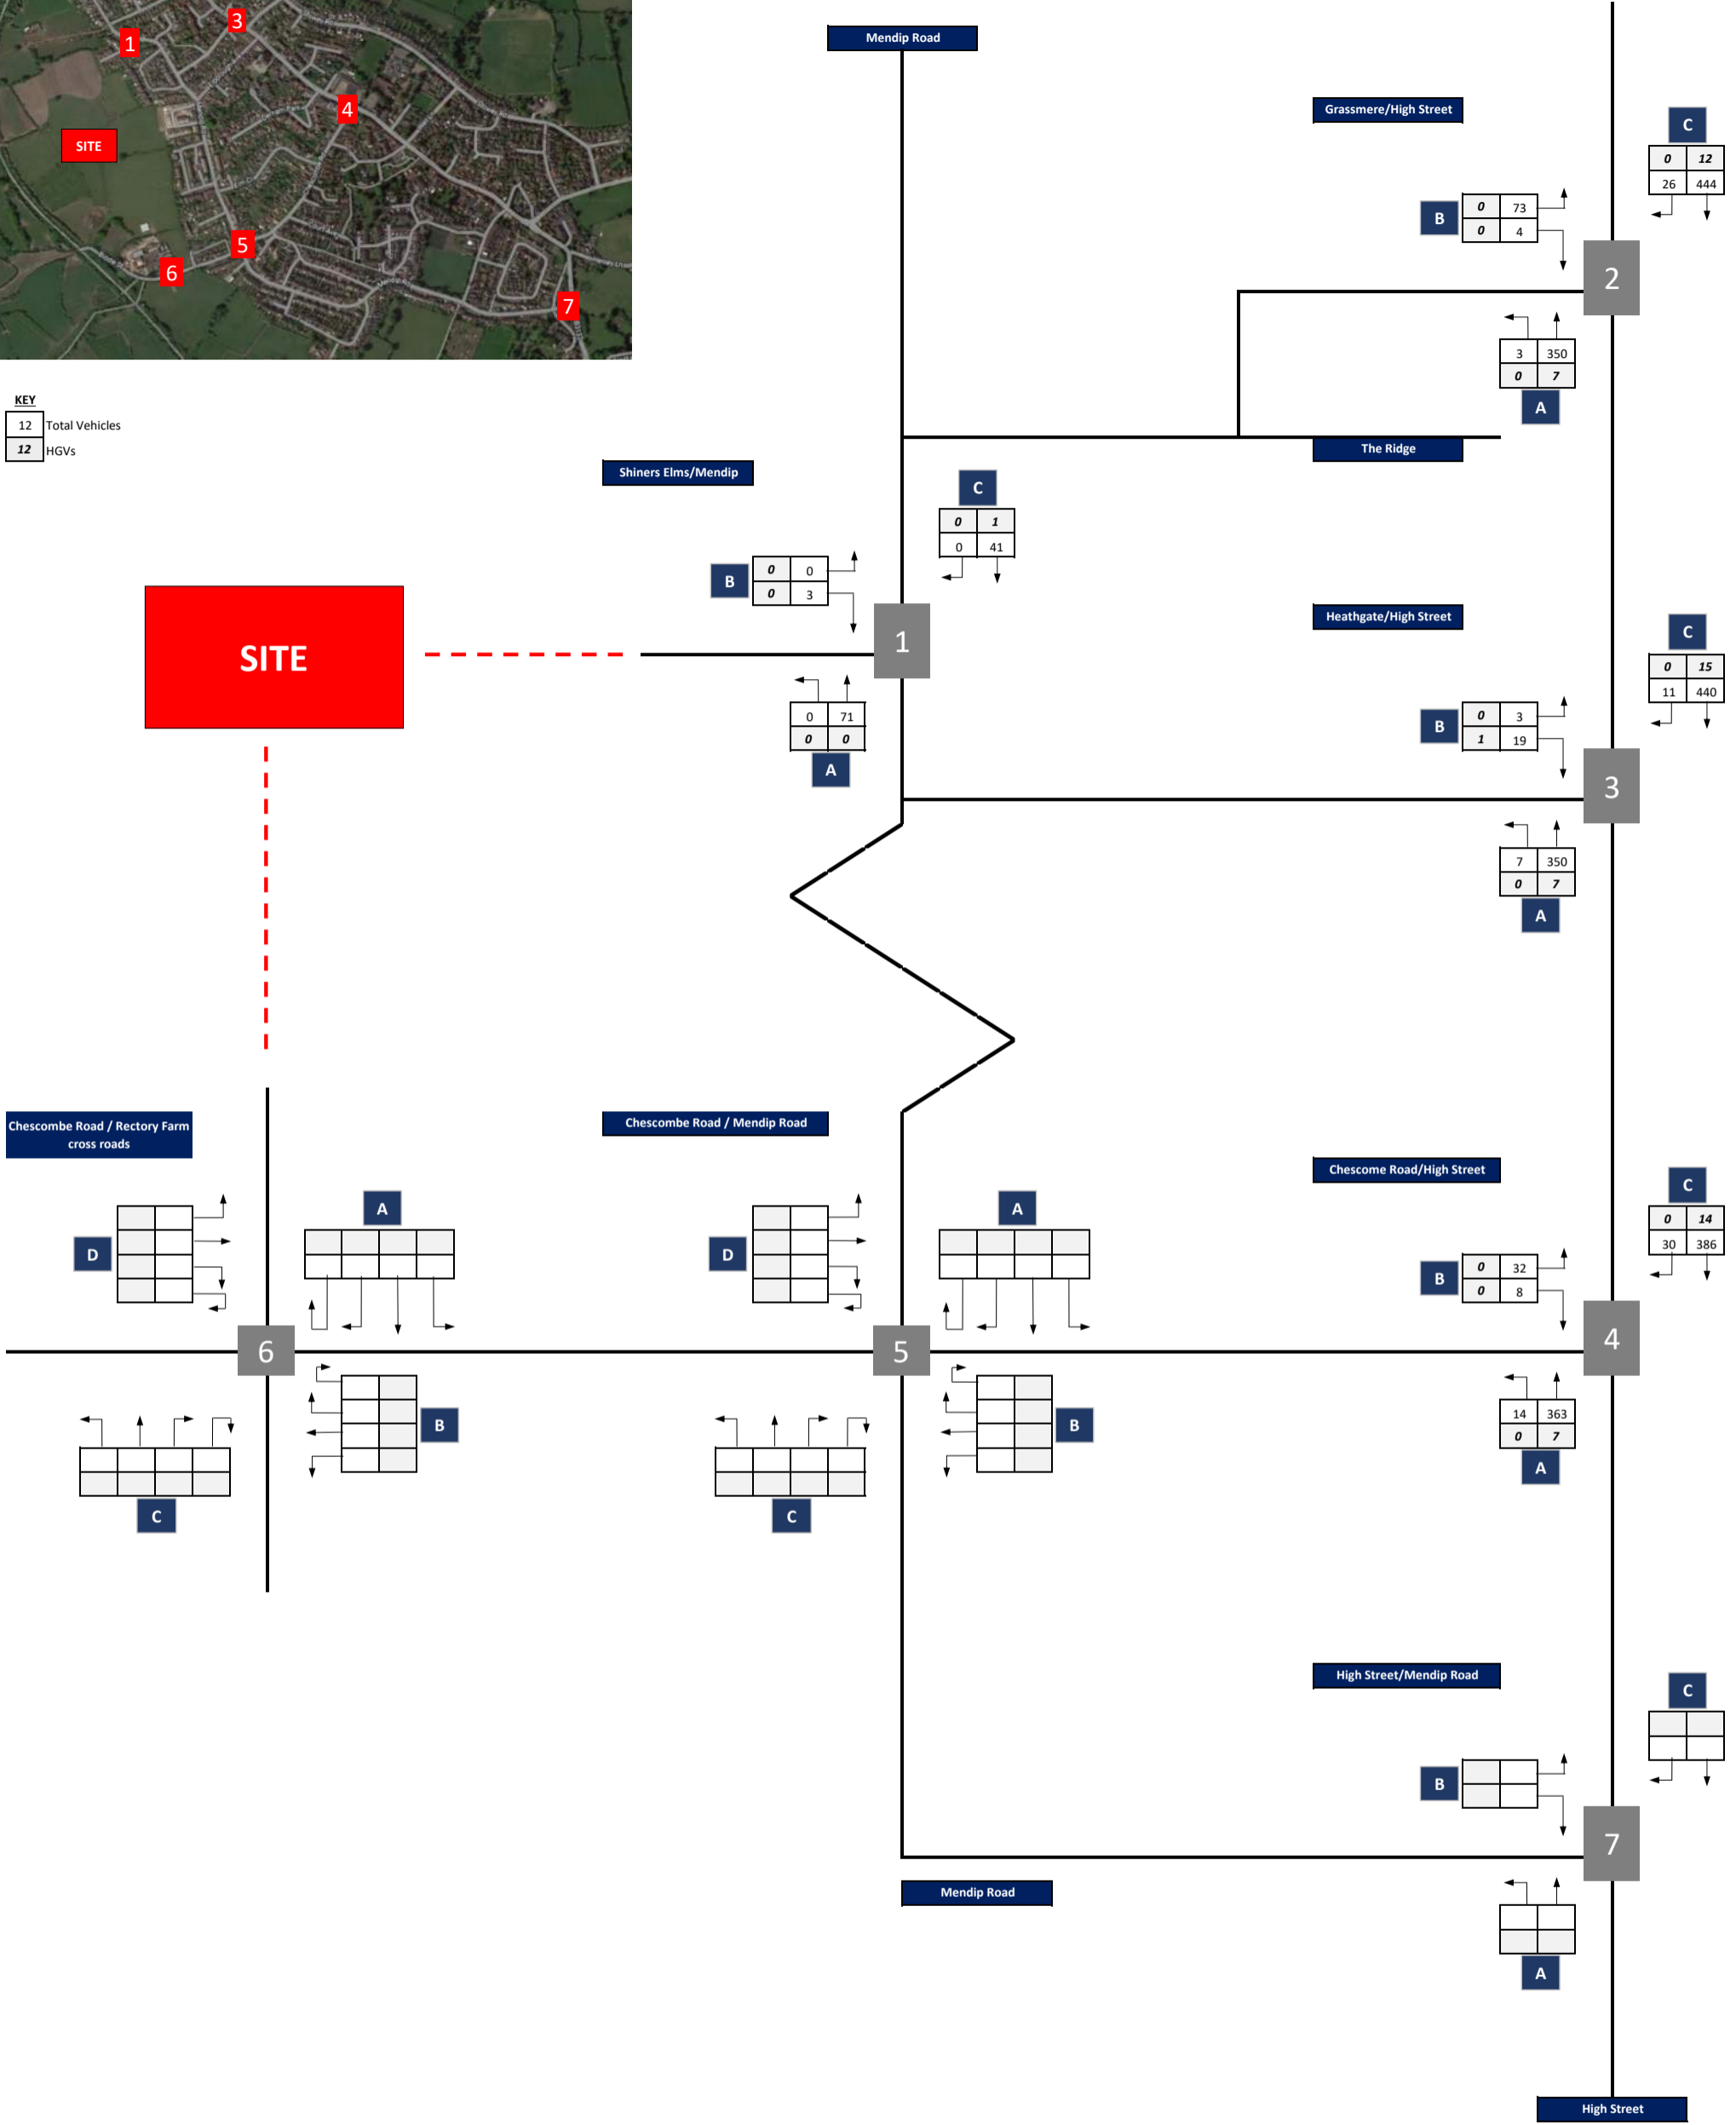 1
3
4
SITE
5
6
7
KEY
12 Total Vehicles
12 HGVs
Mendip Road
Grassmere/High Street
C
0 12
26 444
B
0 73
0 4
2
3 350
0 7
A
The Ridge
Shiners Elms/Mendip
C
0 1
0 41
B
0 0
0 3
1
SITE
0 71
0 0
A
Heathgate/High Street
C
0 15
11 440
B
0 3
1 19
3
7 350
0 7
A
Chescombe Road / Rectory Farm
cross roads
A
D
6
B
C
Chescombe Road / Mendip Road
A
D
5
B
C
Chescome Road/High Street
C
0 14
30 386
B
0 32
0 8
4
14 363
0 7
A
High Street/Mendip Road
C
B
7
Mendip Road
A
High Street